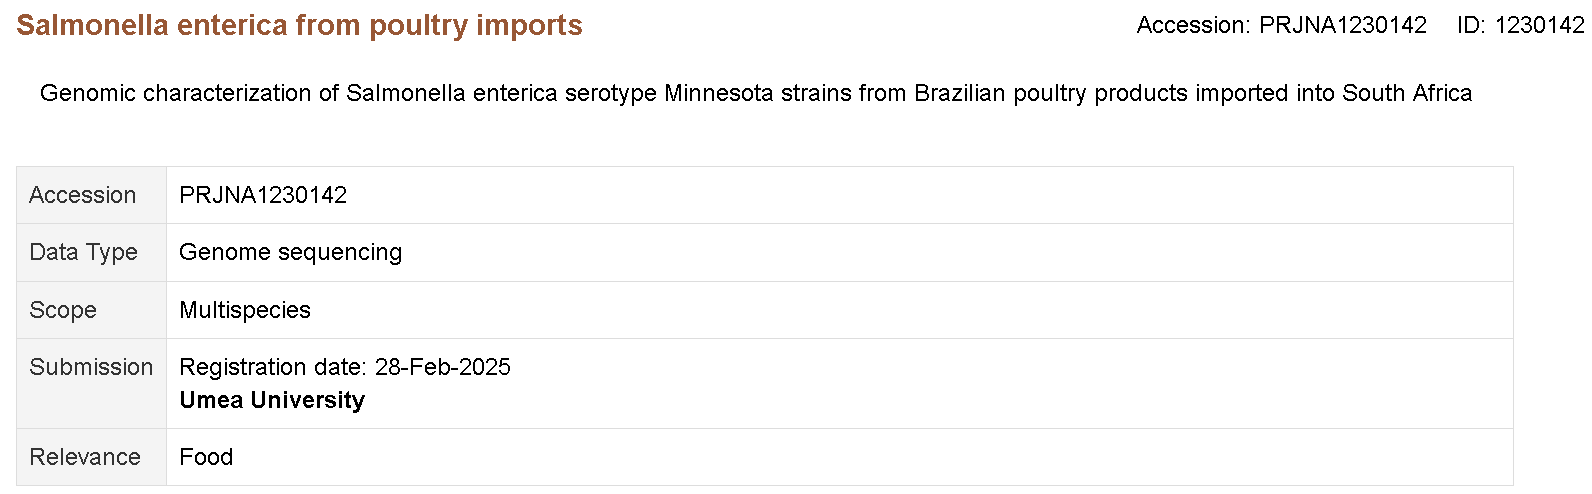 Salmonella enterica from poultry imports
Accession: PRJNA1230142 ID: 1230142
Genomic characterization of Salmonella enterica serotype Minnesota strains from Brazilian poultry products imported into South Africa
Accession PRJNA1230142
Data Type Genome sequencing
Scope Multispecies
Submission Registration date: 28-Feb-2025
Umea University
Relevance Food